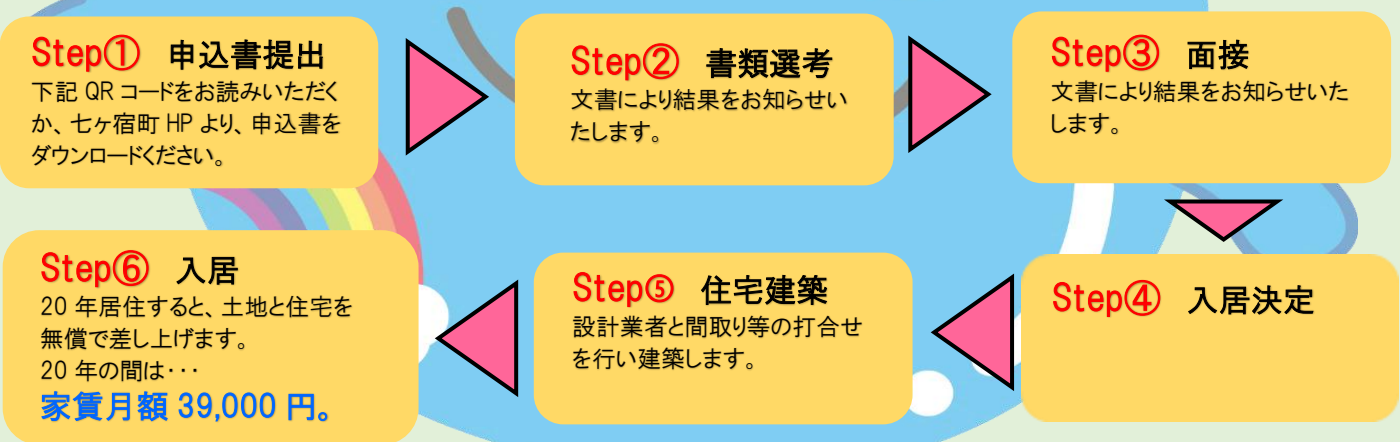 Step① 申込書提出
下記 QR コードをお読みいただく
か、七ヶ宿町 HP より、申込書を
ダウンロードください。
Step② 書類選考
文書により結果をお知らせい
たします。
Step③ 面接
文書により結果をお知らせいた
します。
Step④ 入居決定
Step⑤ 住宅建築
設計業者と間取り等の打合せ
を行い建築します。
Step⑥ 入居
20 年居住すると、土地と住宅を
無償で差し上げます。
20 年の間は・・・
家賃月額 39,000 円。